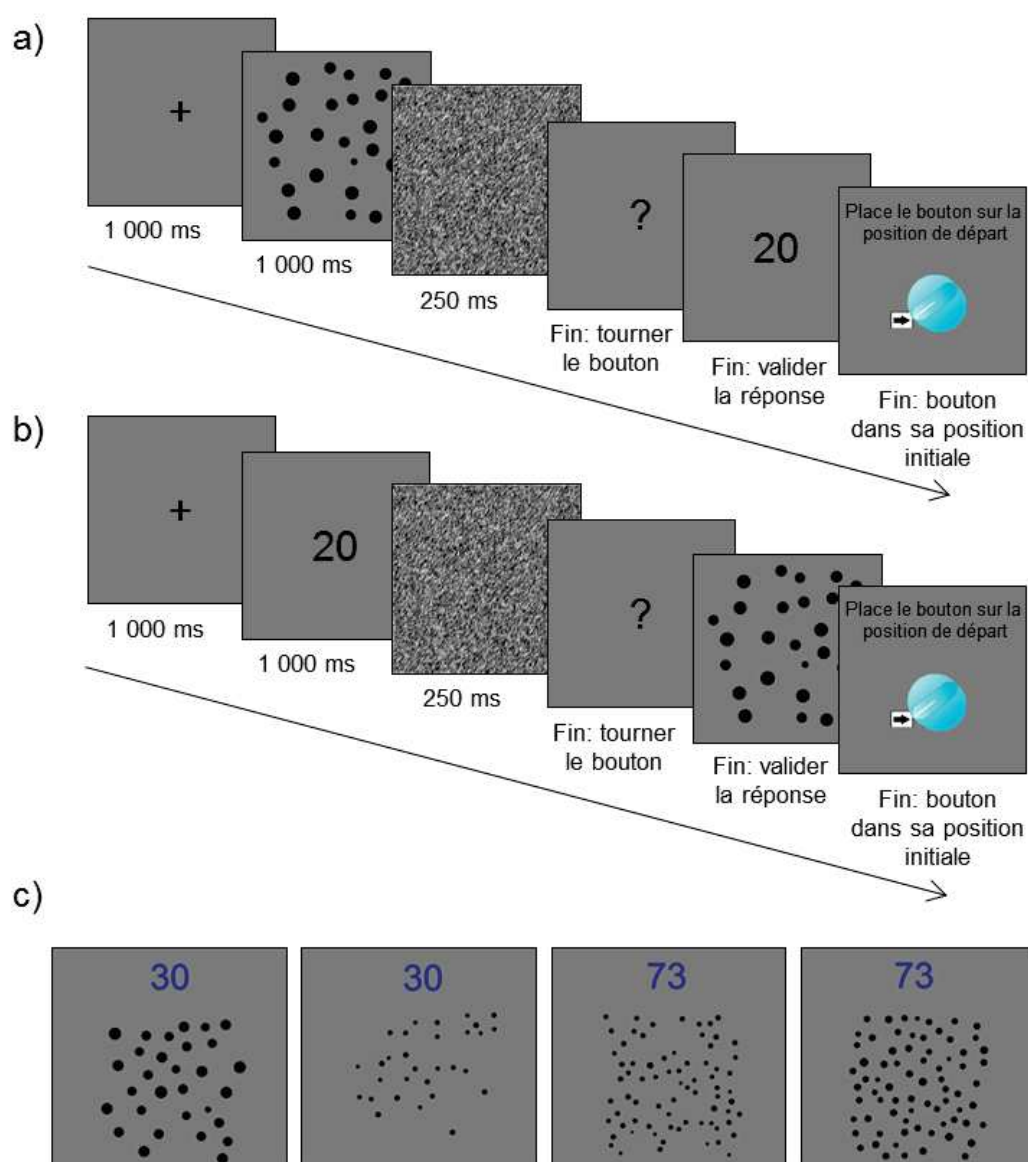 a)
+
1 000 ms
1 000 ms
250 ms
?
Fin: tourner
le bouton
20
Fin: valider
la réponse
Place le bouton sur la
position de départ
Fin: bouton
dans sa position
initiale
b)
+
1 000 ms
20
1 000 ms
250 ms
?
Fin: tourner
le bouton
Fin: valider
la réponse
Place le bouton sur la
position de départ
Fin: bouton
dans sa position
initiale
c)
30
30
73
73